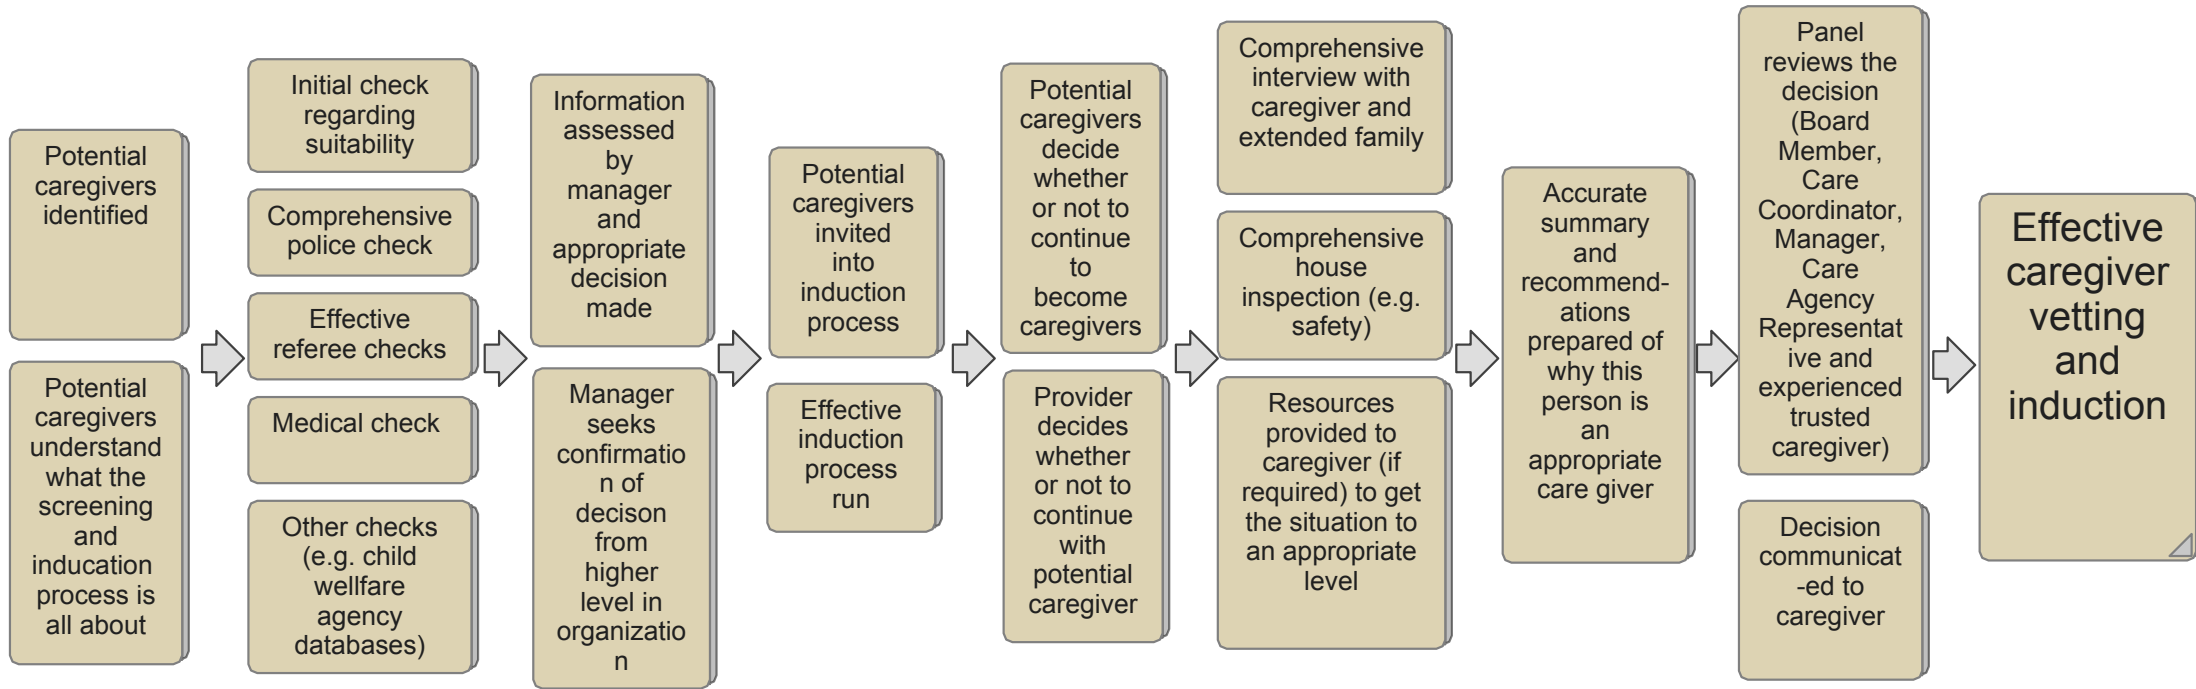 Potential
caregivers
identified
Potential
caregivers
understand
what the
screening
and
inducation
process is
all about
Initial check
regarding
suitability
Comprehensive
police check
Effective
referee checks
Medical check
Other checks
(e.g. child
wellfare
agency
databases)
Information
assessed
by
manager
and
appropriate
decision
made
Manager
seeks
confirmatio
n of
decison
from
higher
level in
organizatio
n
Potential
caregivers
invited
into
induction
process
Effective
induction
process
run
Potential
caregivers
decide
whether
or not to
continue
to
become
caregivers
Provider
decides
whether
or not to
continue
with
potential
caregiver
Comprehensive
interview with
caregiver and
extended family
Comprehensive
house
inspection (e.g.
safety)
Resources
provided to
caregiver (if
required) to get
the situation to
an appropriate
level
Accurate
summary
and
recommend-
ations
prepared of
why this
person is
an
appropriate
care giver
Panel
reviews the
decision
(Board
Member,
Care
Coordinator,
Manager,
Care
Agency
Representat
ive and
experienced
trusted
caregiver)
Decision
communicat
-ed to
caregiver
Effective
caregiver
vetting
and
induction